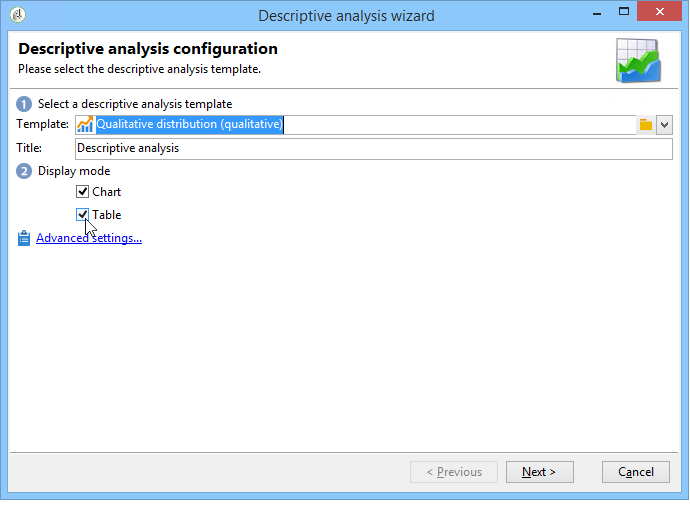 Descriptive analysis wizard
Descriptive analysis configuration
Please select the descriptive analysis template.
1 Select a descriptive analysis template
Template: Qualitative distribution (qualitative)
Title: Descriptive analysis
2 Display mode
Chart
Table
Advanced settings...
< Previous Next > Cancel